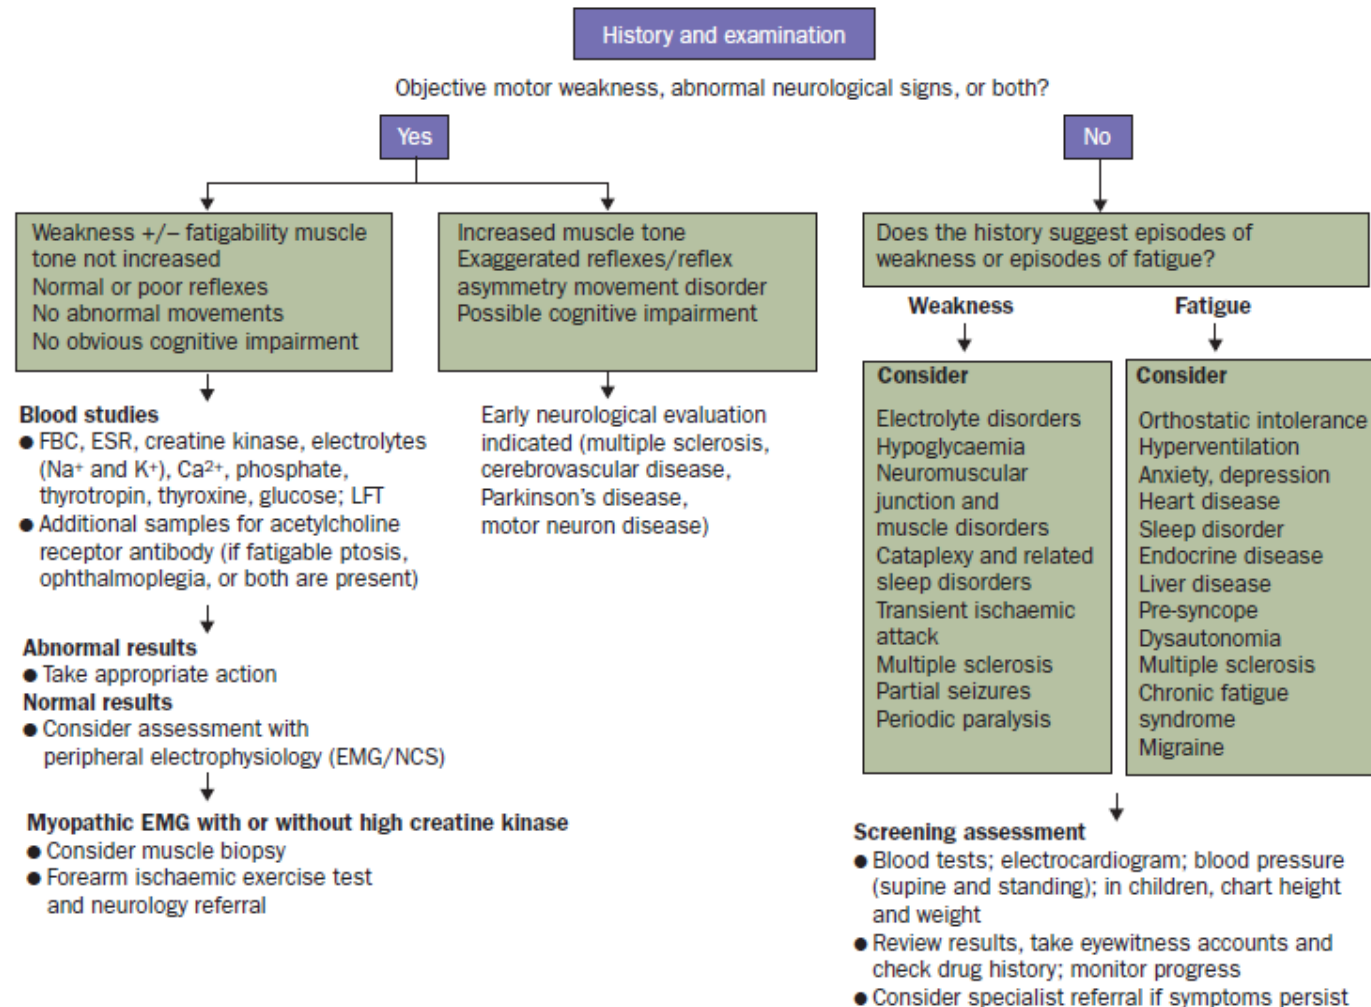 History and examination
Objective motor weakness, abnormal neurological signs, or both?
Yes
No
Weakness +/– fatigability muscle
tone not increased
Normal or poor reflexes
No abnormal movements
No obvious cognitive impairment
Increased muscle tone
Exaggerated reflexes/reflex
asymmetry movement disorder
Possible cognitive impairment
Does the history suggest episodes of
weakness or episodes of fatigue?
Weakness
Fatigue
Blood studies
● FBC, ESR, creatine kinase, electrolytes
(Na⁺ and K⁺), Ca²⁺, phosphate,
thyrotropin, thyroxine, glucose; LFT
● Additional samples for acetylcholine
receptor antibody (if fatigable ptosis,
ophthalmoplegia, or both are present)
Abnormal results
● Take appropriate action
Normal results
● Consider assessment with
peripheral electrophysiology (EMG/NCS)
Myopathic EMG with or without high creatine kinase
● Consider muscle biopsy
● Forearm ischaemic exercise test
and neurology referral
Early neurological evaluation
indicated (multiple sclerosis,
cerebrovascular disease,
Parkinson's disease,
motor neuron disease)
Consider
Electrolyte disorders
Hypoglycaemia
Neuromuscular
junction and
muscle disorders
Cataplexy and related
sleep disorders
Transient ischaemic
attack
Multiple sclerosis
Partial seizures
Periodic paralysis
Consider
Orthostatic intolerance
Hyperventilation
Anxiety, depression
Heart disease
Sleep disorder
Endocrine disease
Liver disease
Pre-syncope
Dysautonomia
Multiple sclerosis
Chronic fatigue
syndrome
Migraine
Screening assessment
● Blood tests; electrocardiogram; blood pressure
(supine and standing); in children, chart height
and weight
● Review results, take eyewitness accounts and
check drug history; monitor progress
● Consider specialist referral if symptoms persist